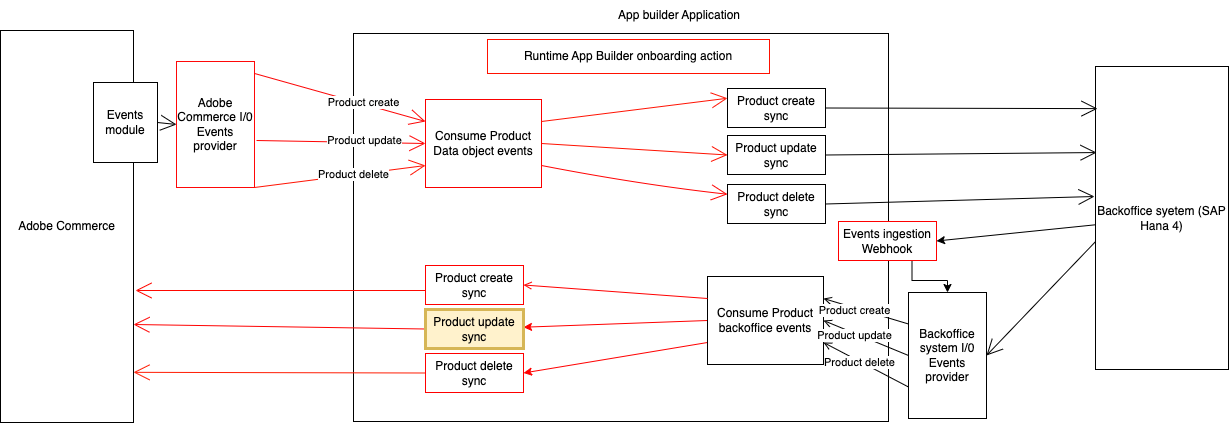 App builder Application
Runtime App Builder onboarding action
Events
module
Adobe
Commerce I/0
Events
provider
Product create
Product update
Product delete
Consume Product
Data object events
Product create
sync
Product update
sync
Product delete
sync
Adobe Commerce
Backoffice syetem (SAP
Hana 4)
Events ingestion
Webhook
Product create
sync
Product update
sync
Product delete
sync
Consume Product
backoffice events
Product create
Product update
Product delete
Backoffice
system I/0
Events
provider